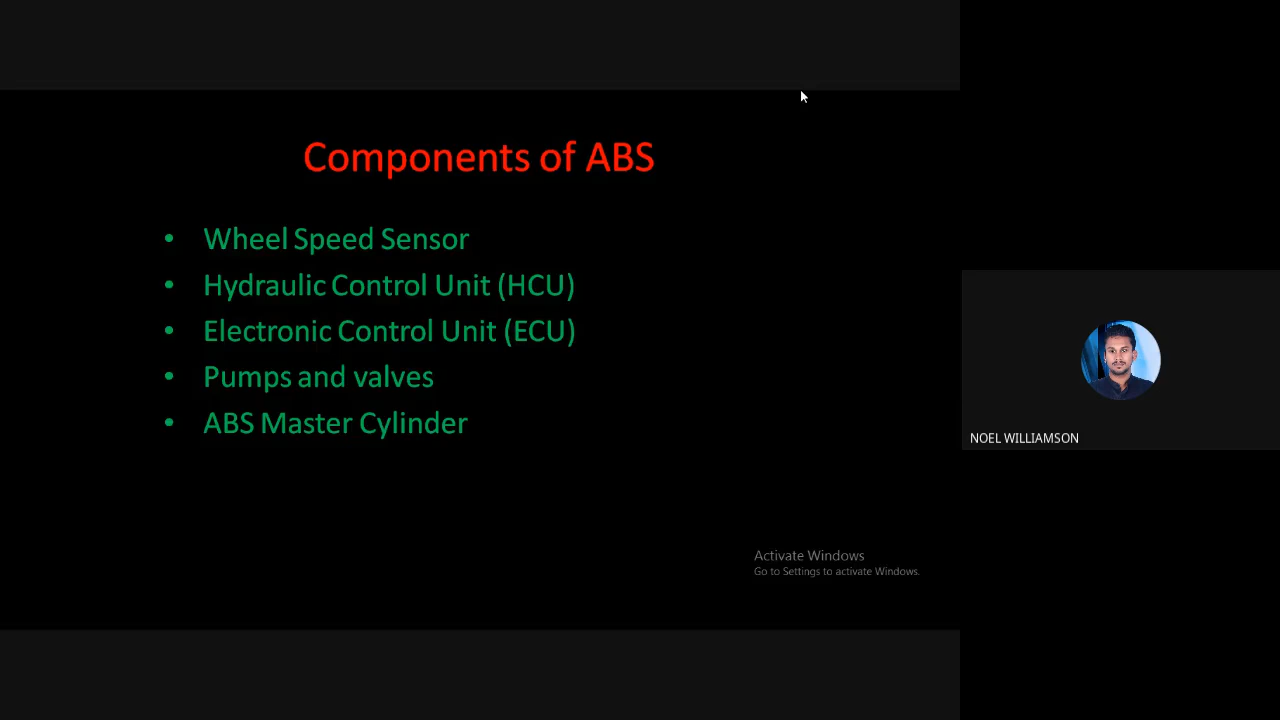 Components of ABS
• Wheel Speed Sensor
• Hydraulic Control Unit (HCU)
• Electronic Control Unit (ECU)
• Pumps and valves
• ABS Master Cylinder
NOEL WILLIAMSON
Activate Windows
Go to Settings to activate Windows.